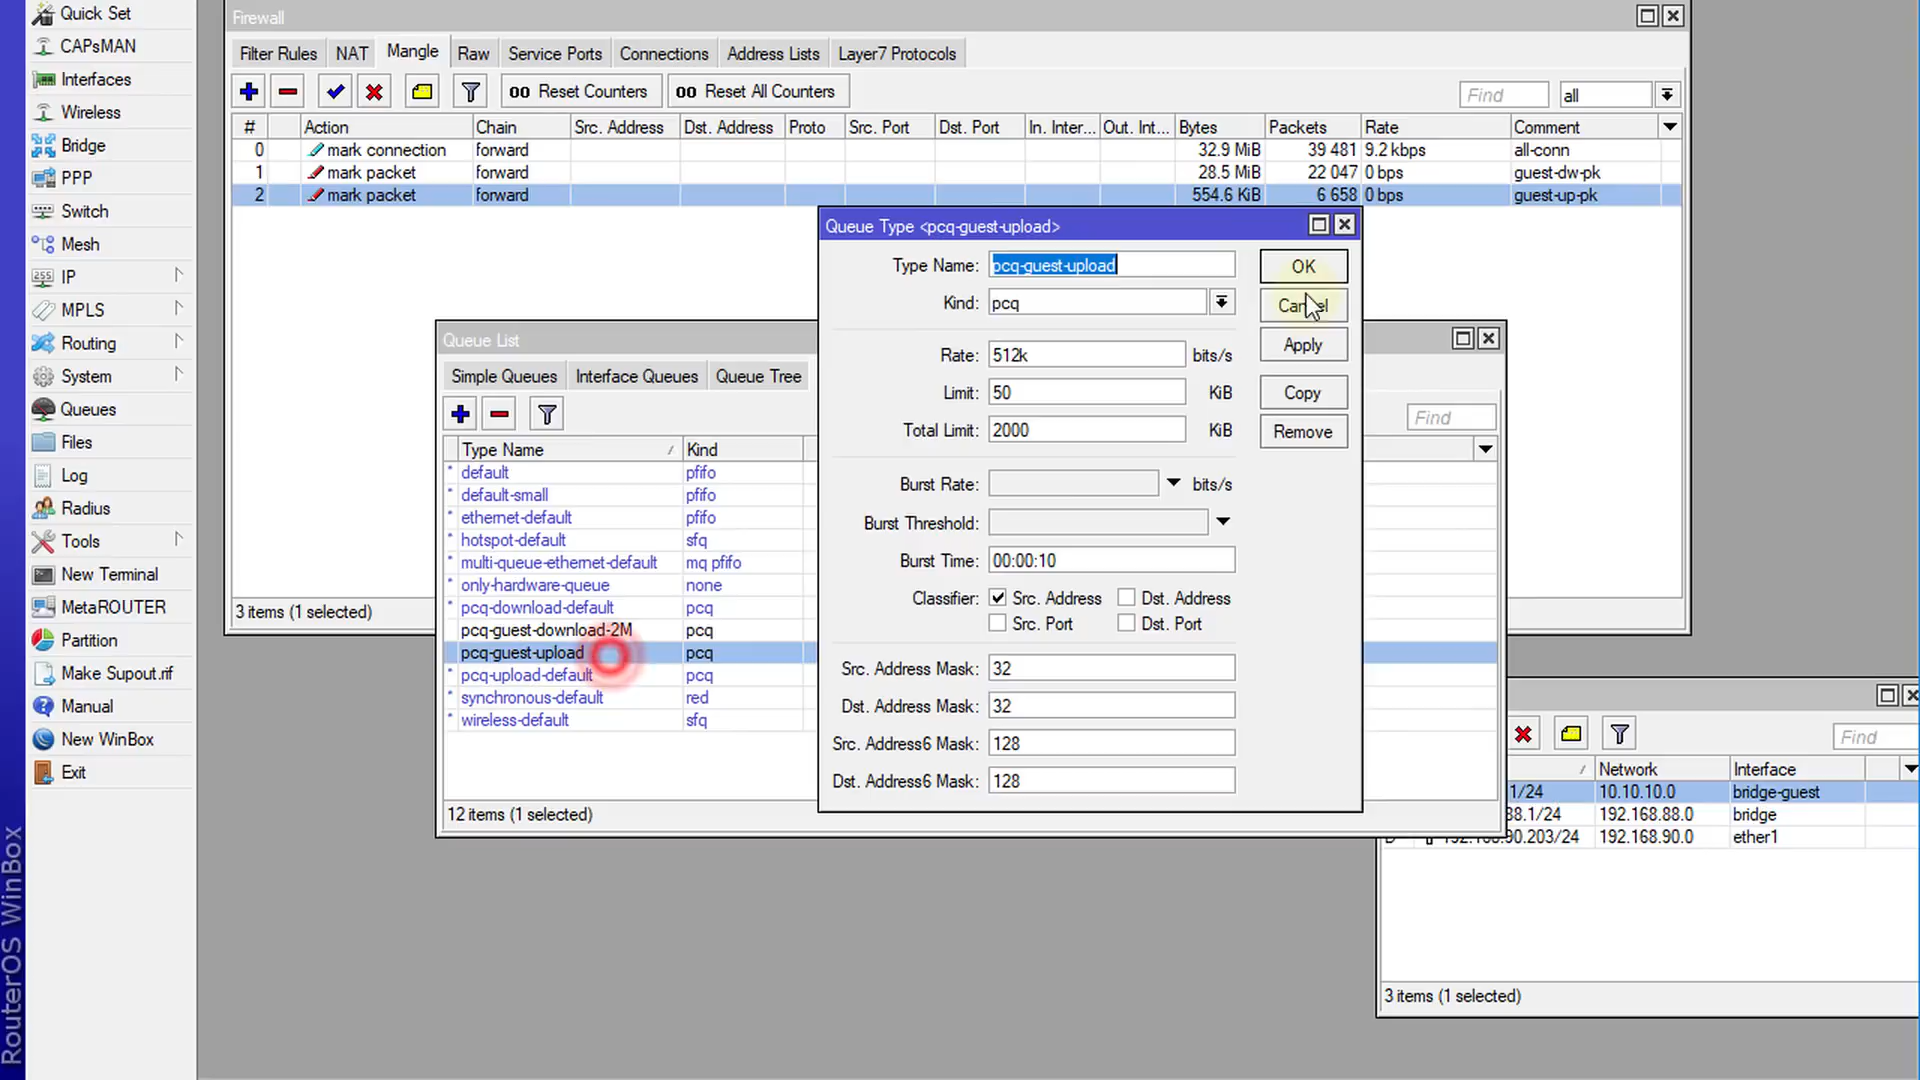 Quick Set
CAPsMAN
Interfaces
Wireless
Bridge
PPP
Switch
Mesh
255
IP
MPLS
Routing
System
Queues
Files
Log
Radius
Tools
New Terminal
MetaROUTER
Partition
Make Supout.rif
Manual
New WinBox
Exit
RouterOS WinBox
Firewall
Filter Rules NAT Mangle Raw Service Ports Connections Address Lists Layer7 Protocols
00 Reset Counters 00 Reset All Counters Find all
# Action Chain Src. Address Dst. Address Proto Src. Port Dst. Port In. Inter... Out. Int... Bytes Packets Rate Comment
0 mark connection forward 32.9 MiB 39 481 9.2 kbps all-conn
1 mark packet forward 28.5 MiB 22 047 0 bps guest-dw-pk
2 mark packet forward 554.6 KiB 6 658 0 bps guest-up-pk
3 items (1 selected)
Queue List
Simple Queues Interface Queues Queue Tree
Find
Type Name Kind
* default pfifo
* default-small pfifo
* ethernet-default pfifo
* hotspot-default sfq
* multi-queue-ethernet-default mq pfifo
* only-hardware-queue none
* pcq-download-default pcq
pcq-guest-download-2M pcq
pcq-guest-upload pcq
* pcq-upload-default pcq
* synchronous-default red
* wireless-default sfq
12 items (1 selected)
Queue Type <pcq-guest-upload>
Type Name: pcq-guest-upload
Kind: pcq
Rate: 512k bits/s
Limit: 50 KiB
Total Limit: 2000 KiB
Burst Rate: bits/s
Burst Threshold:
Burst Time: 00:00:10
Classifier: Src. Address Dst. Address
Src. Port Dst. Port
Src. Address Mask: 32
Dst. Address Mask: 32
Src. Address6 Mask: 128
Dst. Address6 Mask: 128
OK
Cancel
Apply
Copy
Remove
Find
Network Interface
1/24 10.10.10.0 bridge-guest
88.1/24 192.168.88.0 bridge
90.203/24 192.168.90.0 ether1
3 items (1 selected)